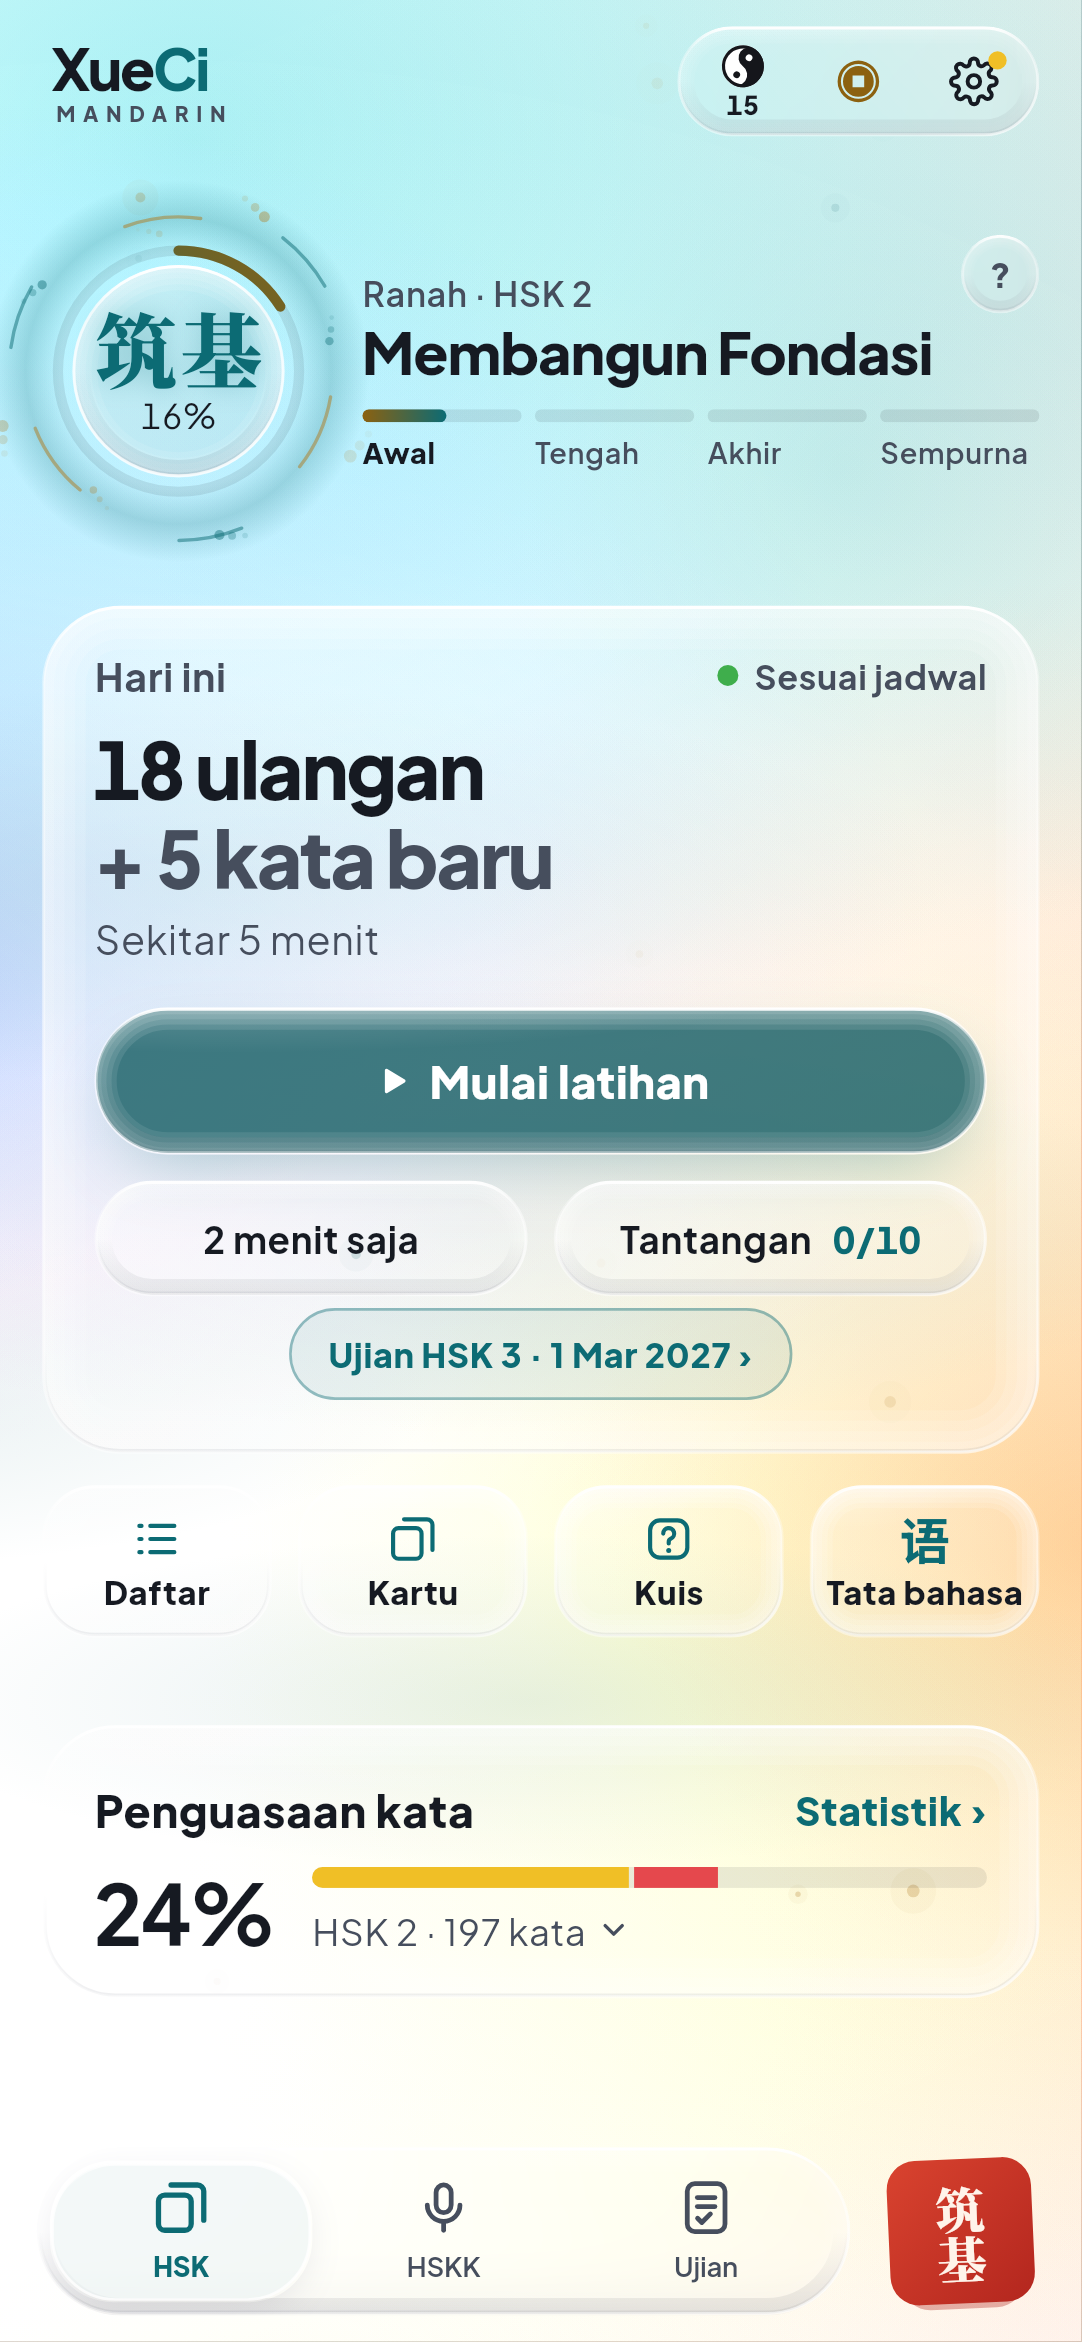 XueCi
MANDARIN
15
筑基
16%
Ranah · HSK 2
?
Membangun Fondasi
Awal
Tengah
Akhir
Sempurna
Hari ini
Sesuai jadwal
18 ulangan
+ 5 kata baru
Sekitar 5 menit
Mulai latihan
2 menit saja
Tantangan 0/10
Ujian HSK 3 · 1 Mar 2027 ›
?
语
Daftar
Kartu
Kuis
Tata bahasa
Penguasaan kata
Statistik ›
24%
HSK 2 · 197 kata
HSK
HSKK
Ujian
筑
基